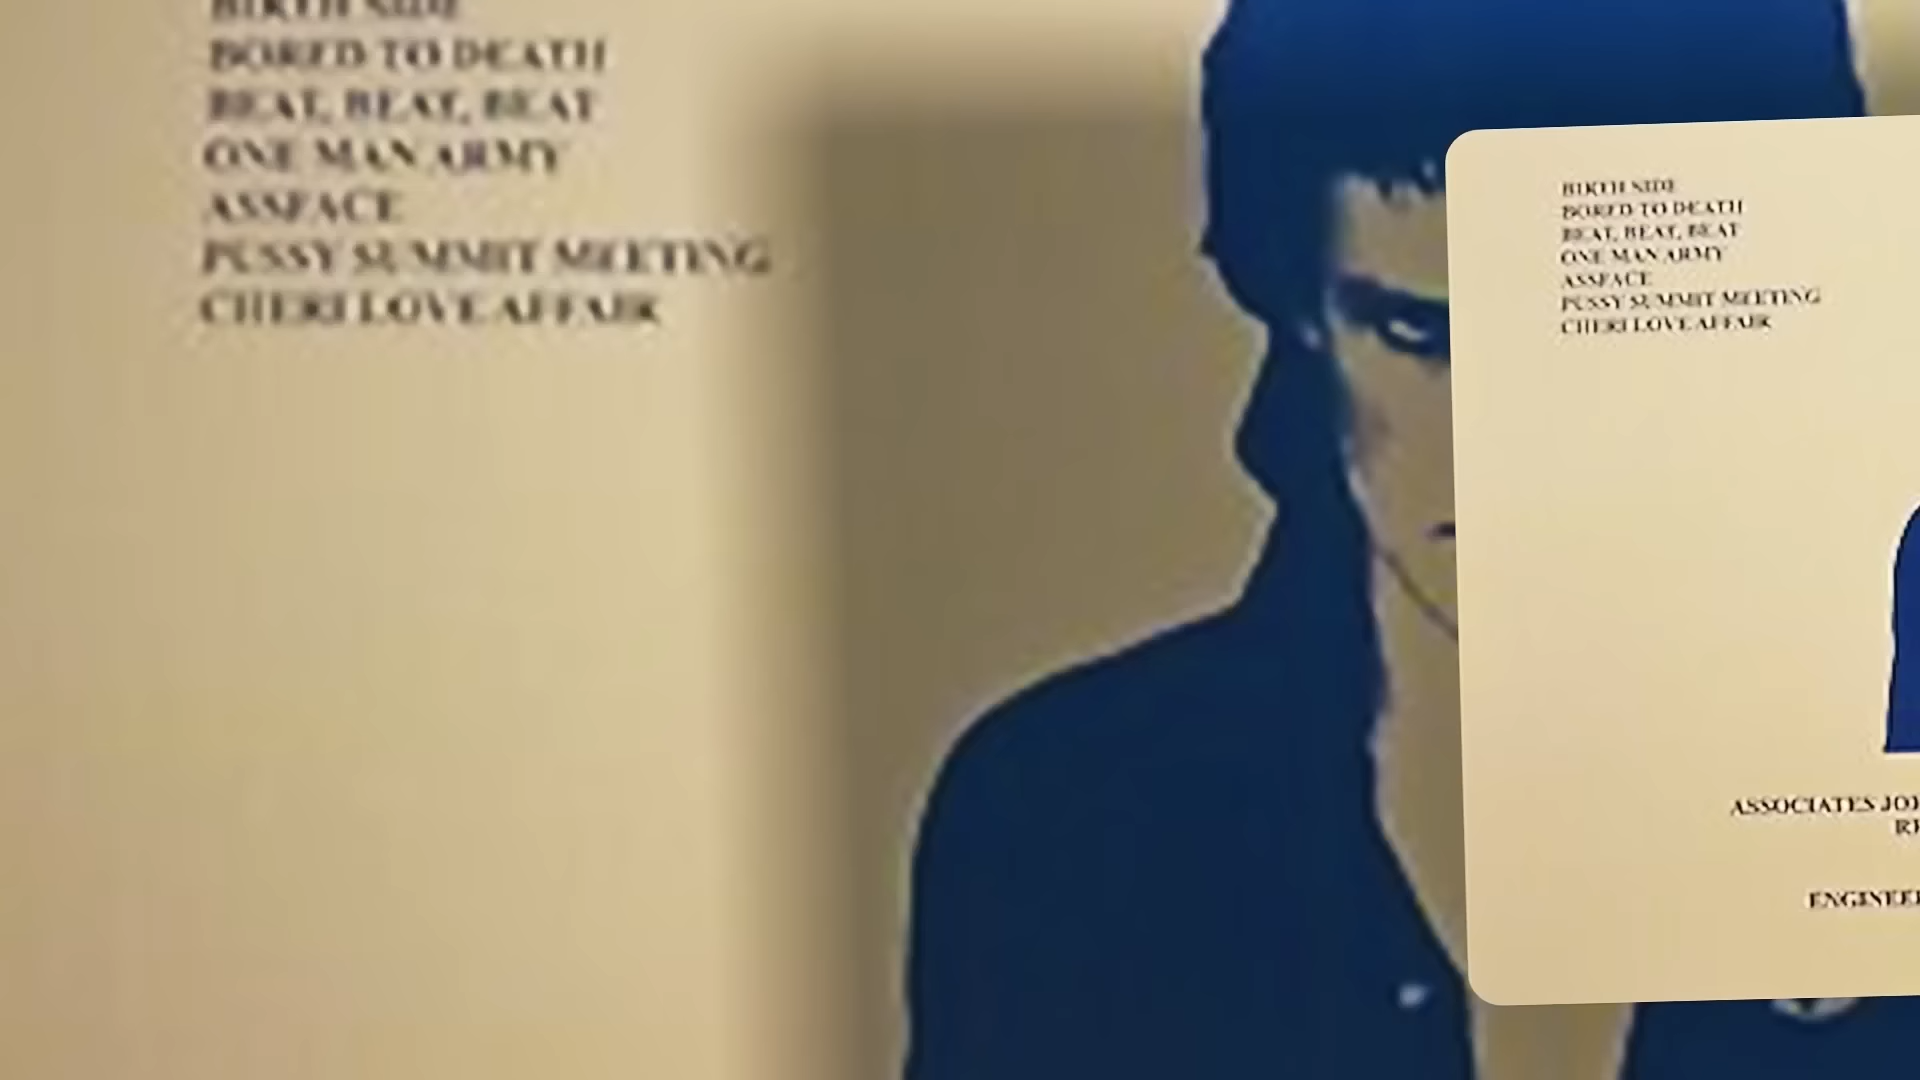 BIRTH SIDE
BORED TO DEATH
BEAT, BEAT, BEAT
ONE MAN ARMY
ASSFACE
PUSSY SUMMIT MEETING
CHERI LOVE AFFAIR
BIRTH SIDE
BORED TO DEATH
BEAT, BEAT, BEAT
ONE MAN ARMY
ASSFACE
PUSSY SUMMIT MEETING
CHERI LOVE AFFAIR
ASSOCIATES